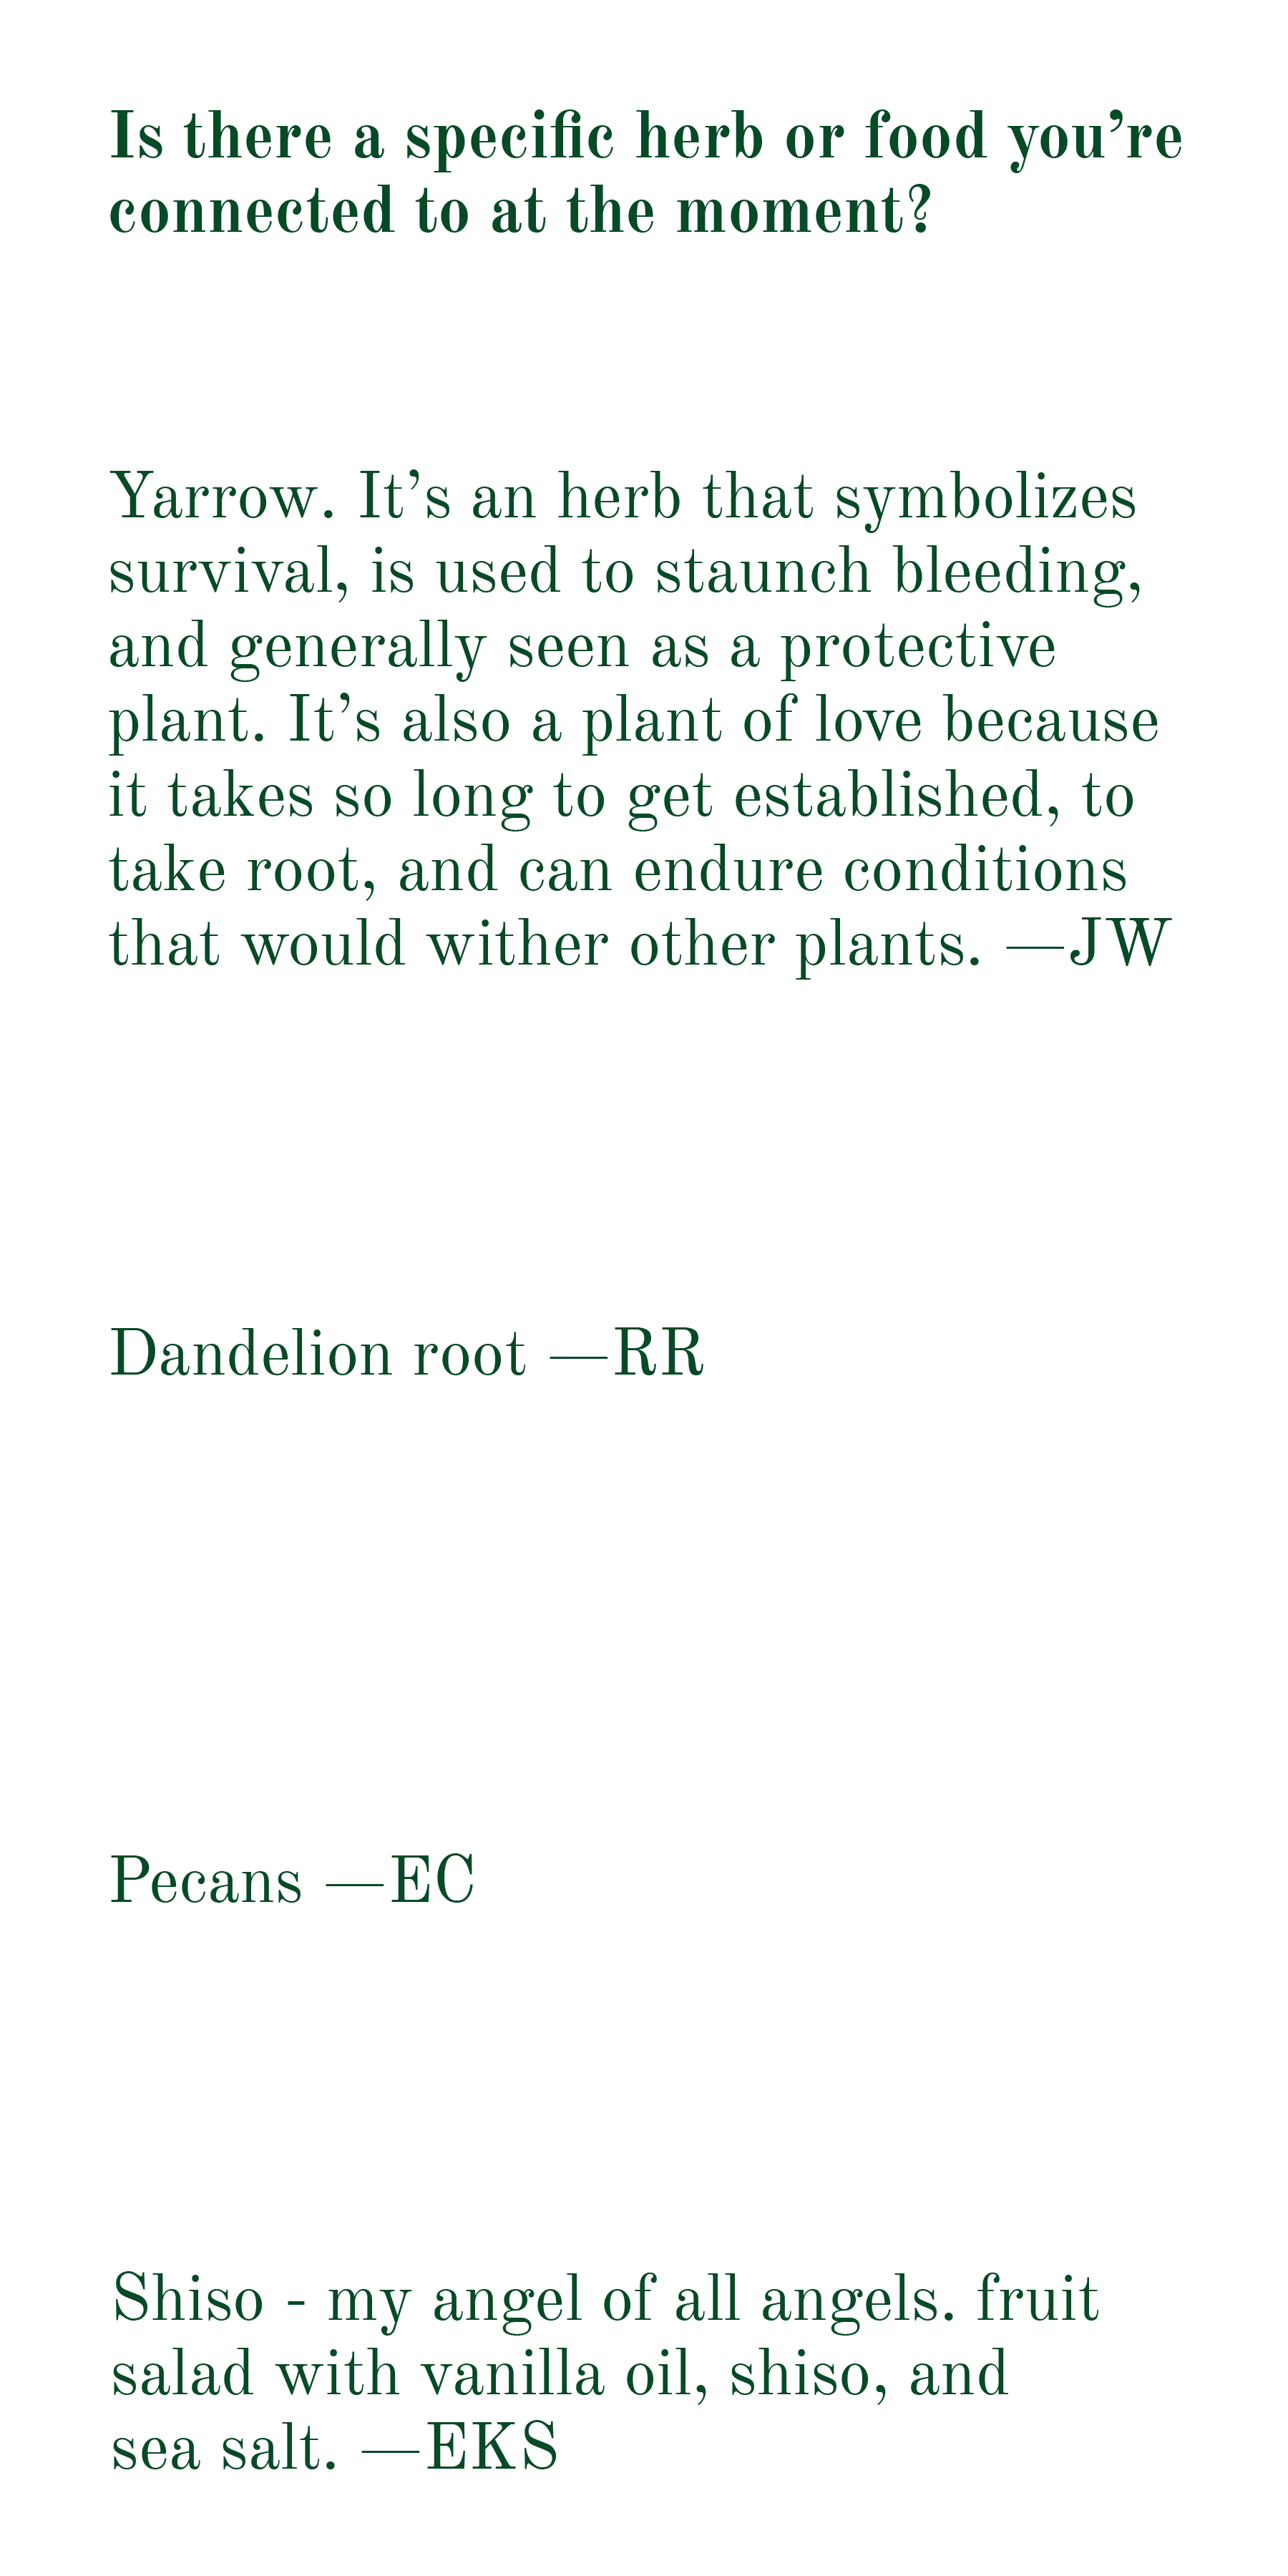 Is there a specific herb or food you’re
connected to at the moment?
Yarrow. It’s an herb that symbolizes
survival, is used to staunch bleeding,
and generally seen as a protective
plant. It’s also a plant of love because
it takes so long to get established, to
take root, and can endure conditions
that would wither other plants. —JW
Dandelion root —RR
Pecans —EC
Shiso - my angel of all angels. fruit
salad with vanilla oil, shiso, and
sea salt. —EKS